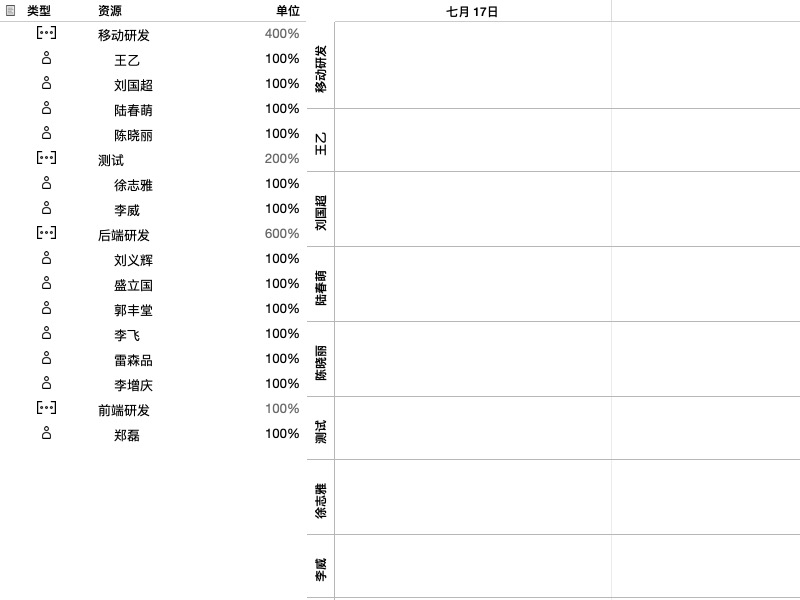 类型 资源 单位 七月 17日
移动研发 400%
王乙 100%
刘国超 100%
陆春萌 100%
陈晓丽 100%
测试 200%
徐志雅 100%
李威 100%
后端研发 600%
刘义辉 100%
盛立国 100%
郭丰堂 100%
李飞 100%
雷森品 100%
李增庆 100%
前端研发 100%
郑磊 100%
移动研发
王乙
刘国超
陆春萌
陈晓丽
测试
徐志雅
李威